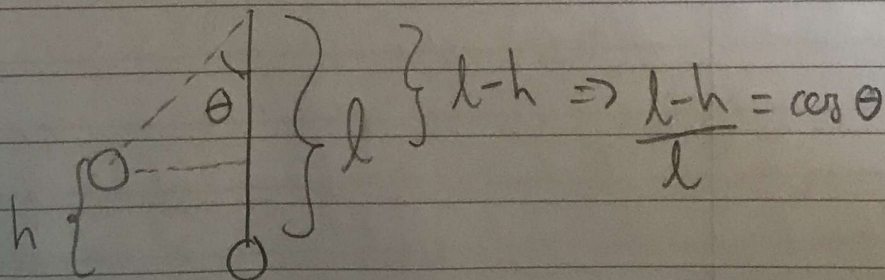 θ
h
l
l-h ⇒ (l-h)/l = cos θ